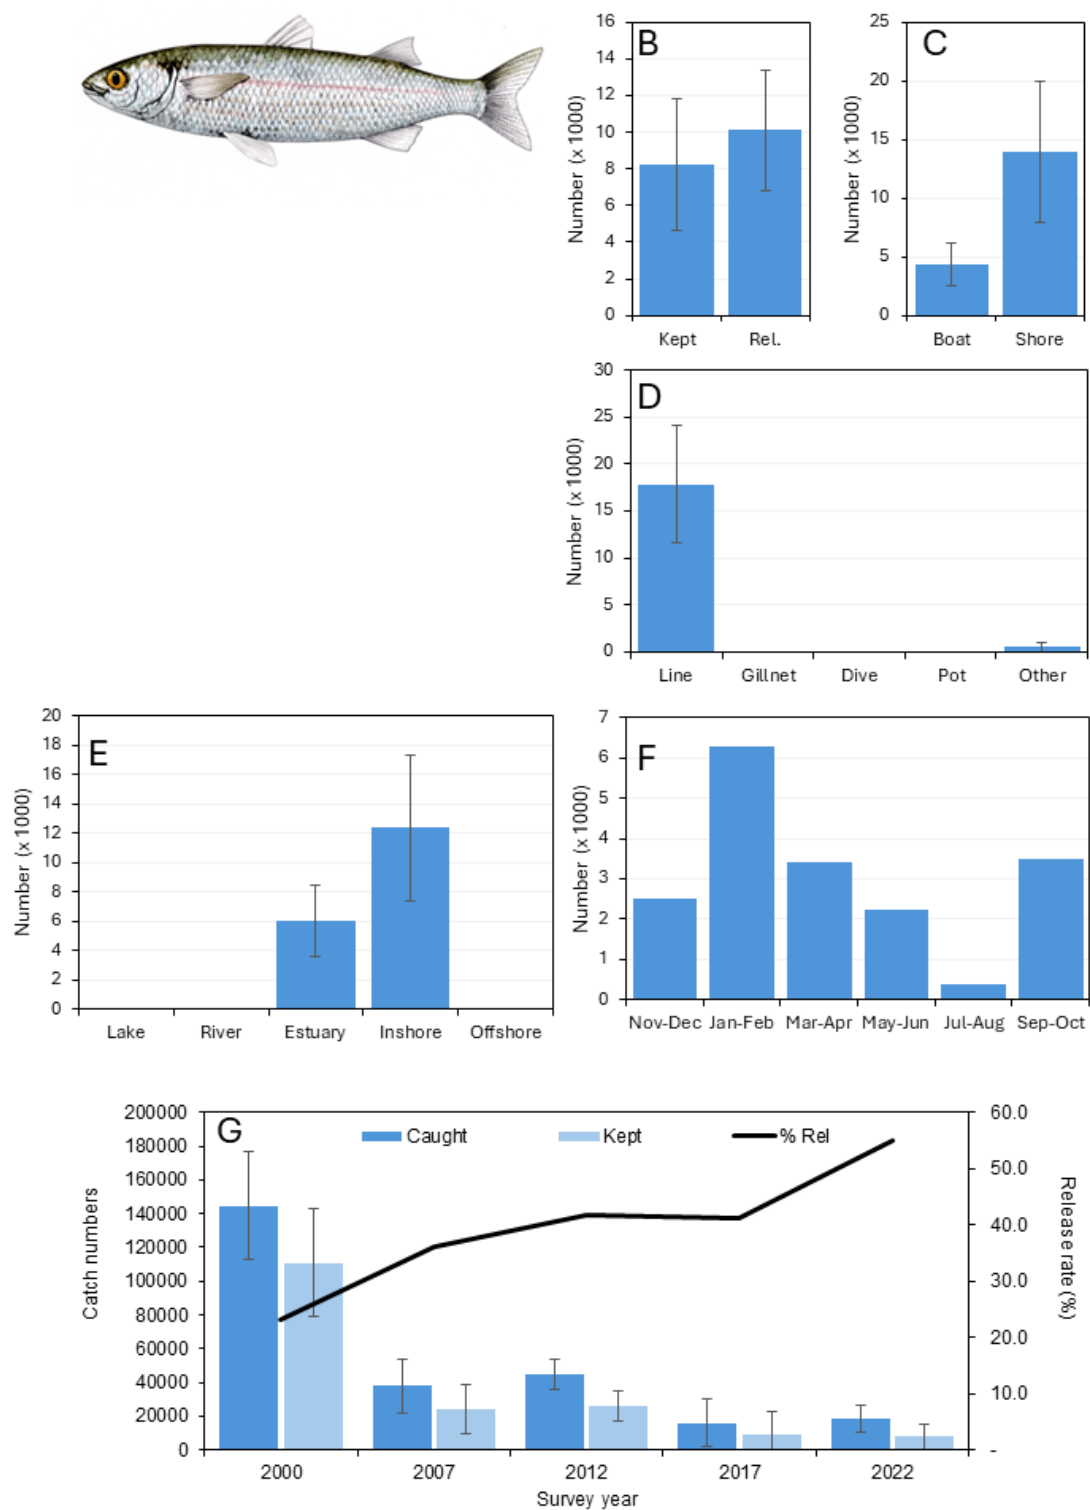 B
Number (x 1000)
16
14
12
10
8
6
4
2
0
Kept Rel.
C
Number (x 1000)
25
20
15
10
5
0
Boat Shore
D
Number (x 1000)
30
25
20
15
10
5
0
Line Gillnet Dive Pot Other
E
Number (x 1000)
20
18
16
14
12
10
8
6
4
2
0
Lake River Estuary Inshore Offshore
F
Number (x 1000)
7
6
5
4
3
2
1
0
Nov-Dec Jan-Feb Mar-Apr May-Jun Jul-Aug Sep-Oct
G
Caught Kept % Rel
Catch numbers
200000
180000
160000
140000
120000
100000
80000
60000
40000
20000
0
60.0
50.0
40.0
30.0
20.0
10.0
-
Release rate (%)
2000 2007 2012 2017 2022
Survey year